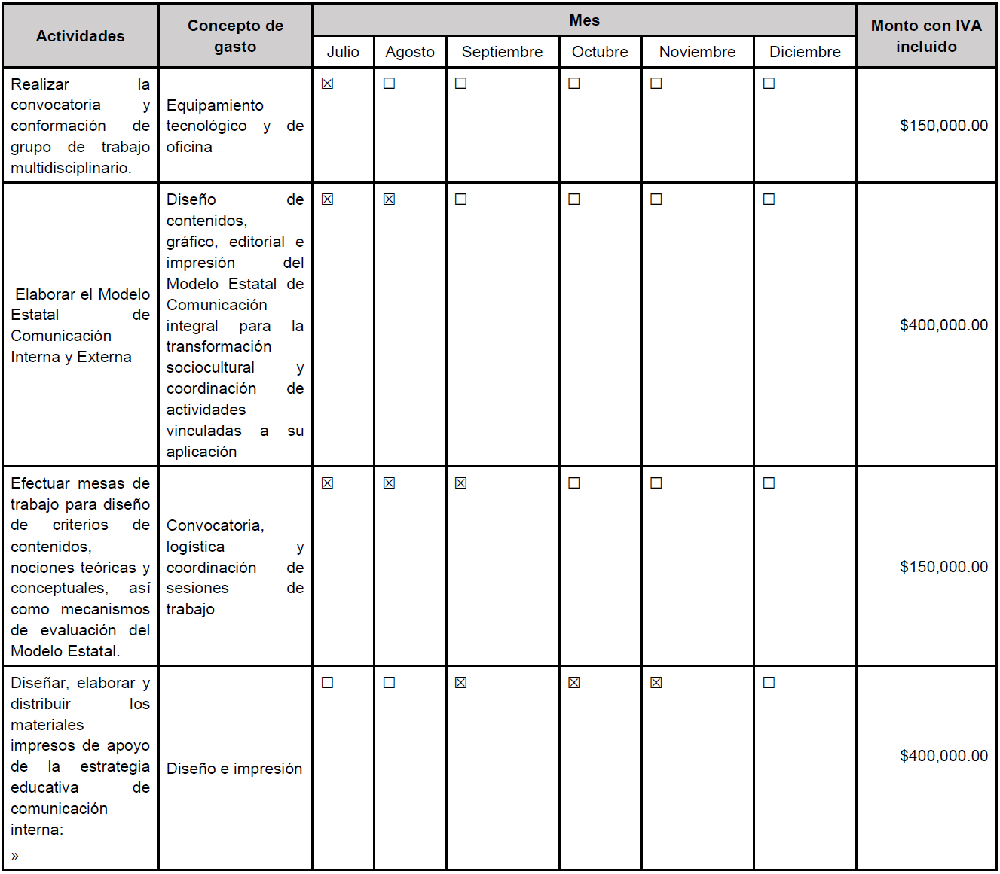 Actividades
Concepto de
gasto
Mes
Monto con IVA
incluido
Julio
Agosto
Septiembre
Octubre
Noviembre
Diciembre
Realizar la
convocatoria y
conformación de
grupo de trabajo
multidisciplinario.
Equipamiento
tecnológico y de
oficina
☒ ☐ ☐ ☐ ☐ ☐
$150,000.00
Elaborar el Modelo
Estatal de
Comunicación
Interna y Externa
Diseño de
contenidos,
gráfico, editorial e
impresión del
Modelo Estatal de
Comunicación
integral para la
transformación
sociocultural y
coordinación de
actividades
vinculadas a su
aplicación
☒ ☒ ☐ ☐ ☐ ☐
$400,000.00
Efectuar mesas de
trabajo para diseño
de criterios de
contenidos,
nociones teóricas y
conceptuales, así
como mecanismos
de evaluación del
Modelo Estatal.
Convocatoria,
logística y
coordinación de
sesiones de
trabajo
☒ ☒ ☒ ☐ ☐ ☐
$150,000.00
Diseñar, elaborar y
distribuir los
materiales
impresos de apoyo
de la estrategia
educativa de
comunicación
interna:
»
Diseño e impresión
☐ ☐ ☒ ☒ ☒ ☐
$400,000.00